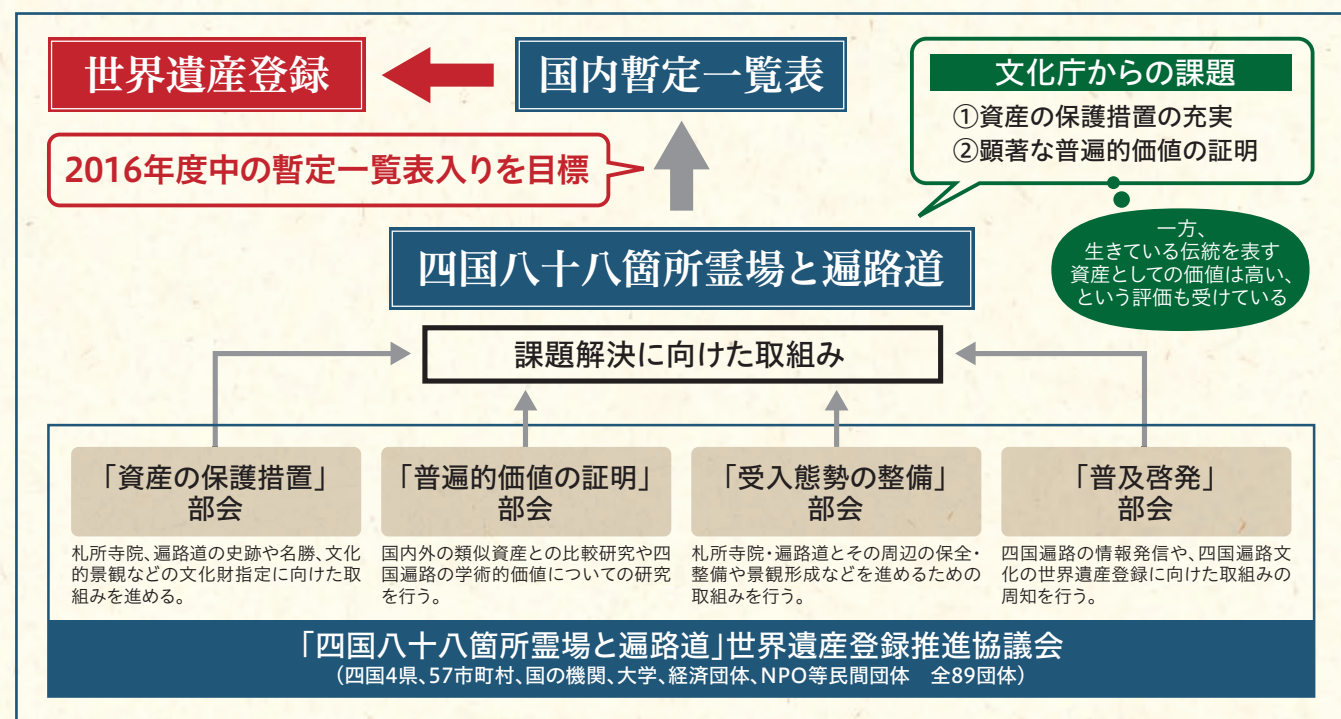 世界遺産登録
国内暫定一覧表
文化庁からの課題
①資産の保護措置の充実
②顕著な普遍的価値の証明
2016年度中の暫定一覧表入りを目標
一方、
生きている伝統を表す
資産としての価値は高い、
という評価も受けている
四国八十八箇所霊場と遍路道
課題解決に向けた取組み
「資産の保護措置」
部会
札所寺院、遍路道の史跡や名勝、文化
的景観などの文化財指定に向けた取
組みを進める。
「普遍的価値の証明」
部会
国内外の類似資産との比較研究や四
国遍路の学術的価値についての研究
を行う。
「受入態勢の整備」
部会
札所寺院・遍路道とその周辺の保全・
整備や景観形成などを進めるための
取組みを行う。
「普及啓発」
部会
四国遍路の情報発信や、四国遍路文
化の世界遺産登録に向けた取組みの
周知を行う。
「四国八十八箇所霊場と遍路道」世界遺産登録推進協議会
(四国4県、57市町村、国の機関、大学、経済団体、NPO等民間団体　全89団体)